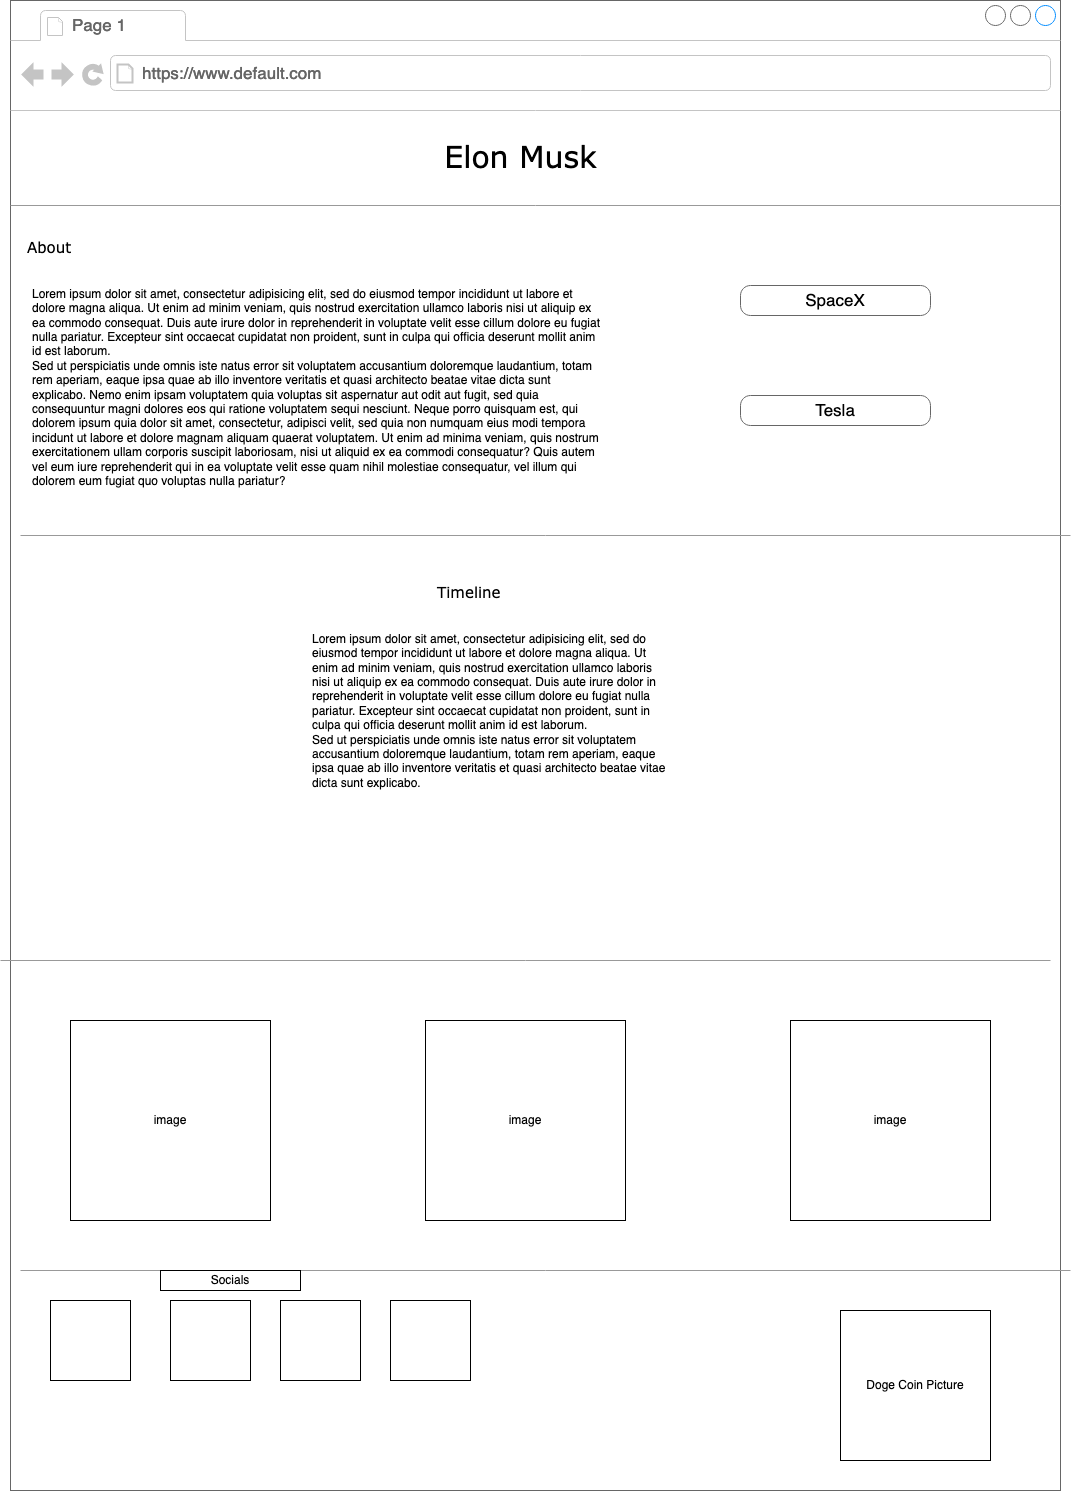 Page 1
https://www.default.com
Elon Musk
About
Lorem ipsum dolor sit amet, consectetur adipisicing elit, sed do eiusmod tempor incididunt ut labore et
dolore magna aliqua. Ut enim ad minim veniam, quis nostrud exercitation ullamco laboris nisi ut aliquip ex
ea commodo consequat. Duis aute irure dolor in reprehenderit in voluptate velit esse cillum dolore eu fugiat
nulla pariatur. Excepteur sint occaecat cupidatat non proident, sunt in culpa qui officia deserunt mollit anim
id est laborum.
Sed ut perspiciatis unde omnis iste natus error sit voluptatem accusantium doloremque laudantium, totam
rem aperiam, eaque ipsa quae ab illo inventore veritatis et quasi architecto beatae vitae dicta sunt
explicabo. Nemo enim ipsam voluptatem quia voluptas sit aspernatur aut odit aut fugit, sed quia
consequuntur magni dolores eos qui ratione voluptatem sequi nesciunt. Neque porro quisquam est, qui
dolorem ipsum quia dolor sit amet, consectetur, adipisci velit, sed quia non numquam eius modi tempora
incidunt ut labore et dolore magnam aliquam quaerat voluptatem. Ut enim ad minima veniam, quis nostrum
exercitationem ullam corporis suscipit laboriosam, nisi ut aliquid ex ea commodi consequatur? Quis autem
vel eum iure reprehenderit qui in ea voluptate velit esse quam nihil molestiae consequatur, vel illum qui
dolorem eum fugiat quo voluptas nulla pariatur?
SpaceX
Tesla
Timeline
Lorem ipsum dolor sit amet, consectetur adipisicing elit, sed do
eiusmod tempor incididunt ut labore et dolore magna aliqua. Ut
enim ad minim veniam, quis nostrud exercitation ullamco laboris
nisi ut aliquip ex ea commodo consequat. Duis aute irure dolor in
reprehenderit in voluptate velit esse cillum dolore eu fugiat nulla
pariatur. Excepteur sint occaecat cupidatat non proident, sunt in
culpa qui officia deserunt mollit anim id est laborum.
Sed ut perspiciatis unde omnis iste natus error sit voluptatem
accusantium doloremque laudantium, totam rem aperiam, eaque
ipsa quae ab illo inventore veritatis et quasi architecto beatae vitae
dicta sunt explicabo.
image
image
image
Socials
Doge Coin Picture